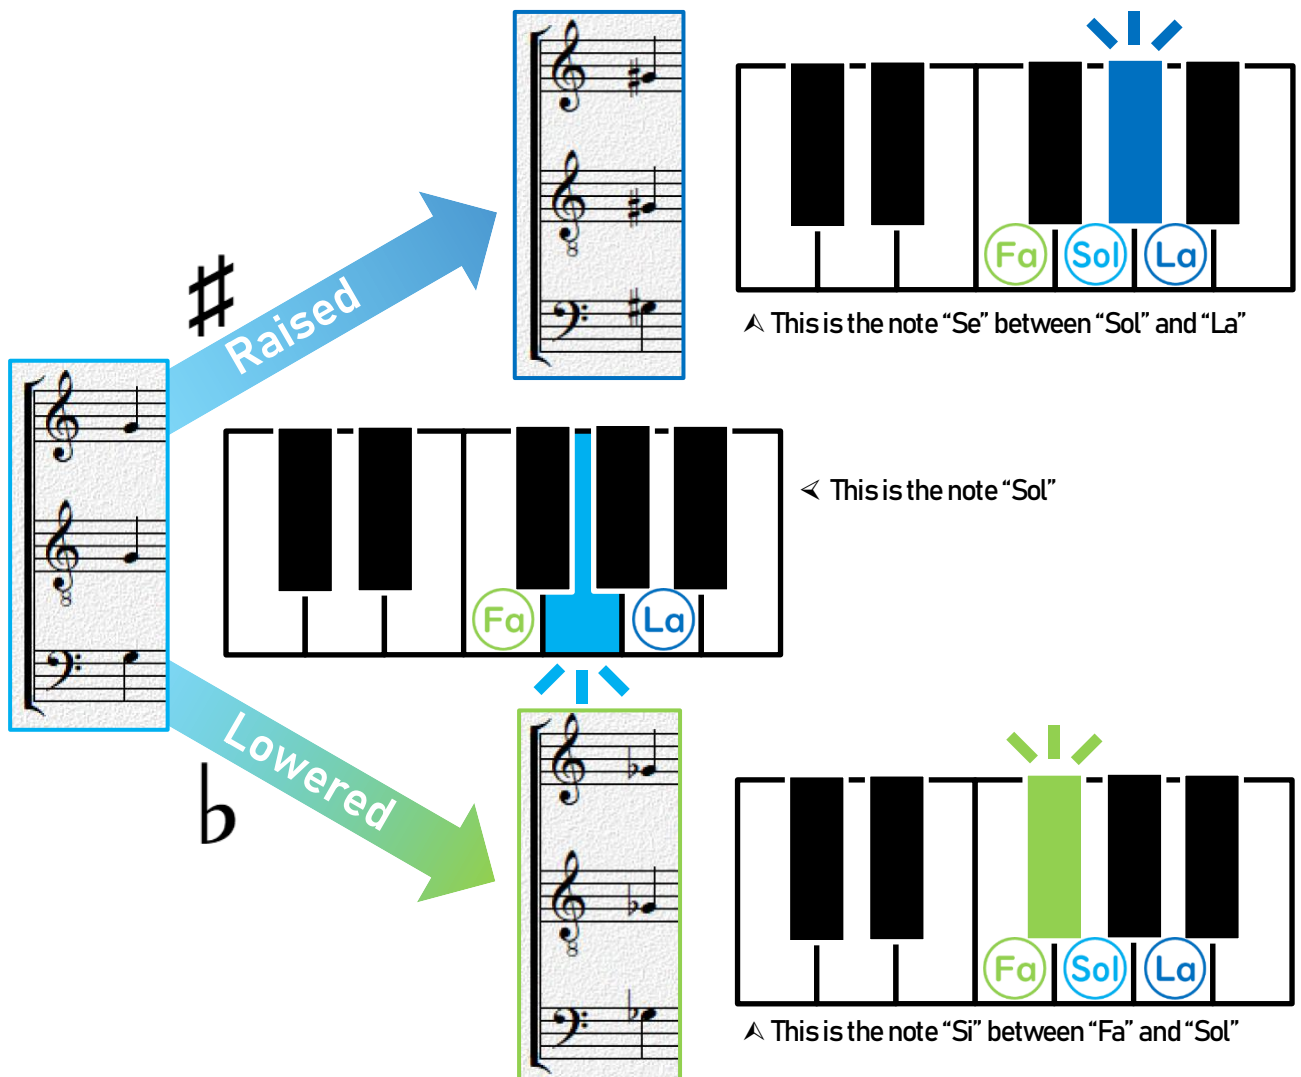 Fa Sol La
This is the note “Se” between “Sol” and “La”
♯
Raised
This is the note “Sol”
Fa La
Lowered
♭
Fa Sol La
This is the note “Si” between “Fa” and “Sol”